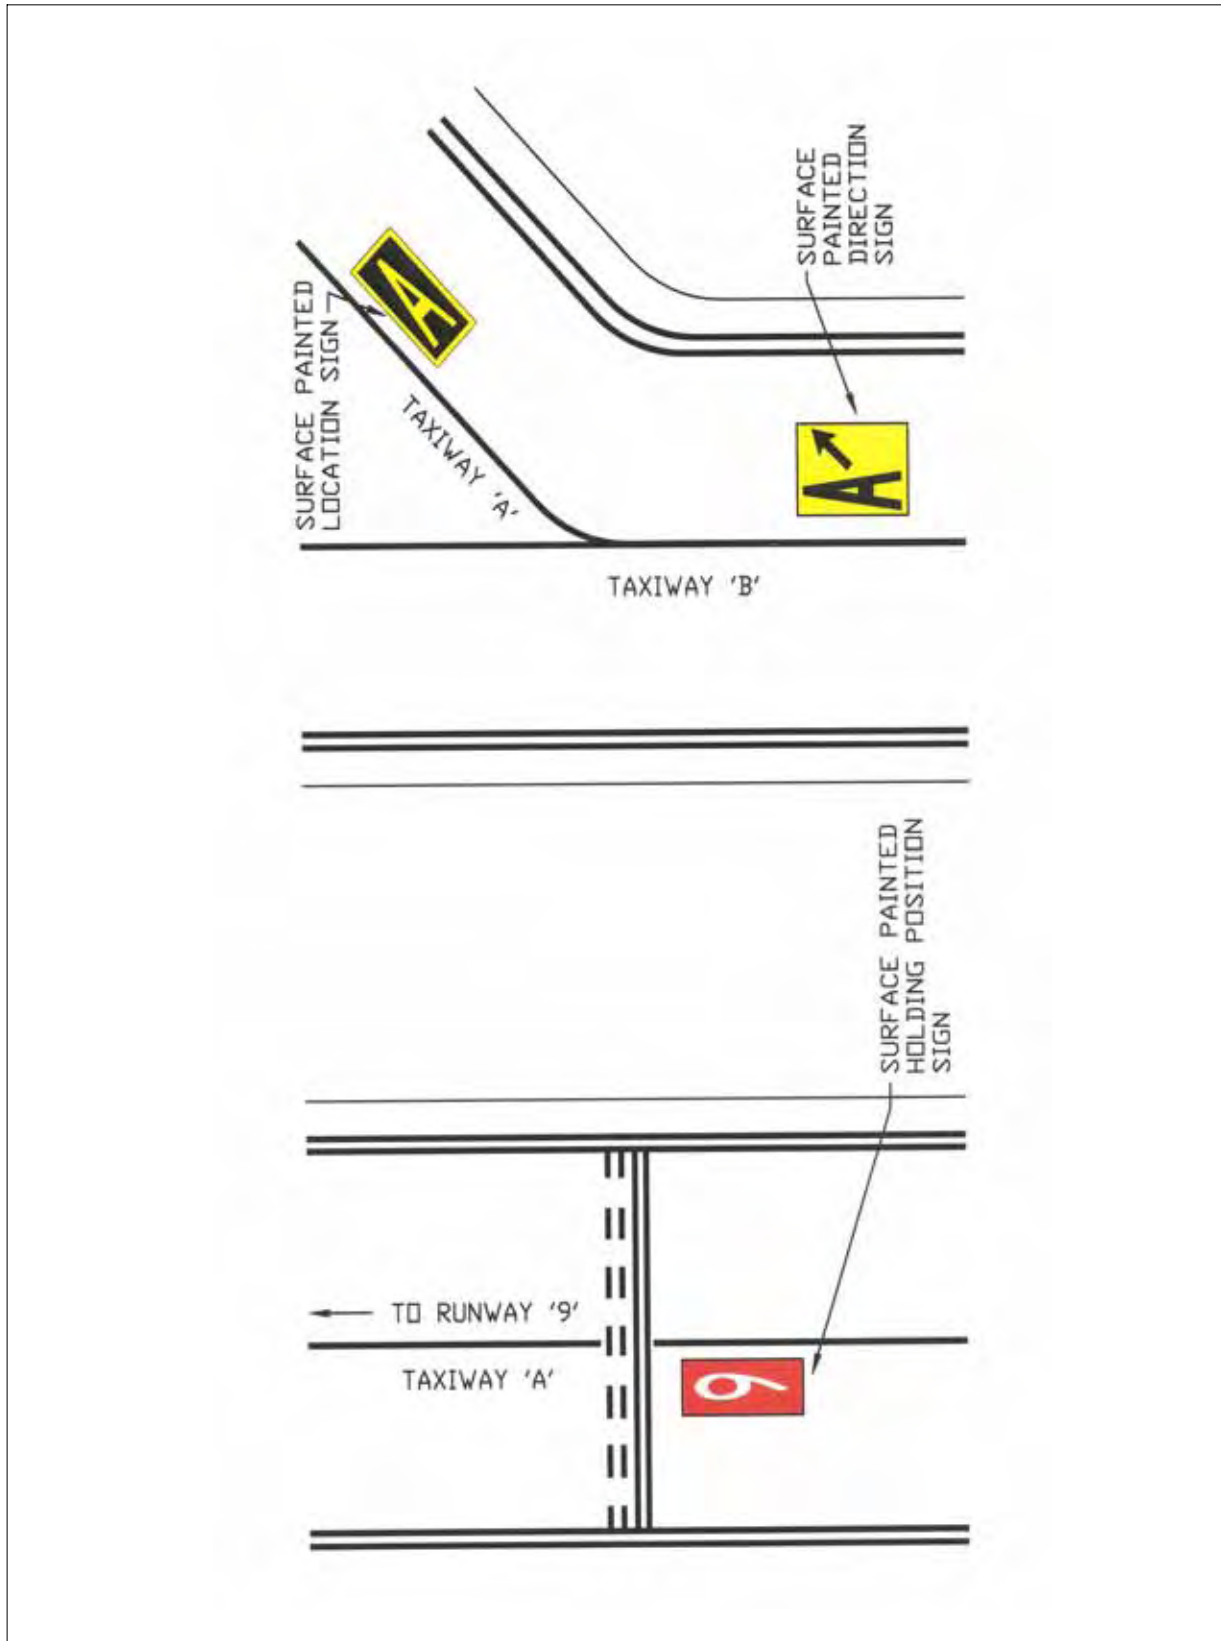 SURFACE PAINTED
LOCATION SIGN
A
TAXIWAY 'A'
SURFACE
PAINTED
DIRECTION
SIGN
A
TAXIWAY 'B'
SURFACE PAINTED
HOLDING POSITION
SIGN
TO RUNWAY '9'
TAXIWAY 'A'
9